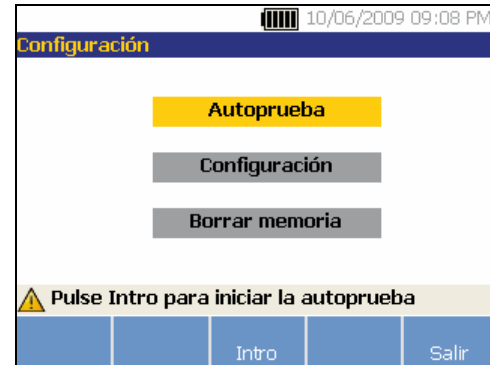 10/06/2009 09:08 PM
Configuración
Autoprueba
Configuración
Borrar memoria
Pulse Intro para iniciar la autoprueba
Intro Salir